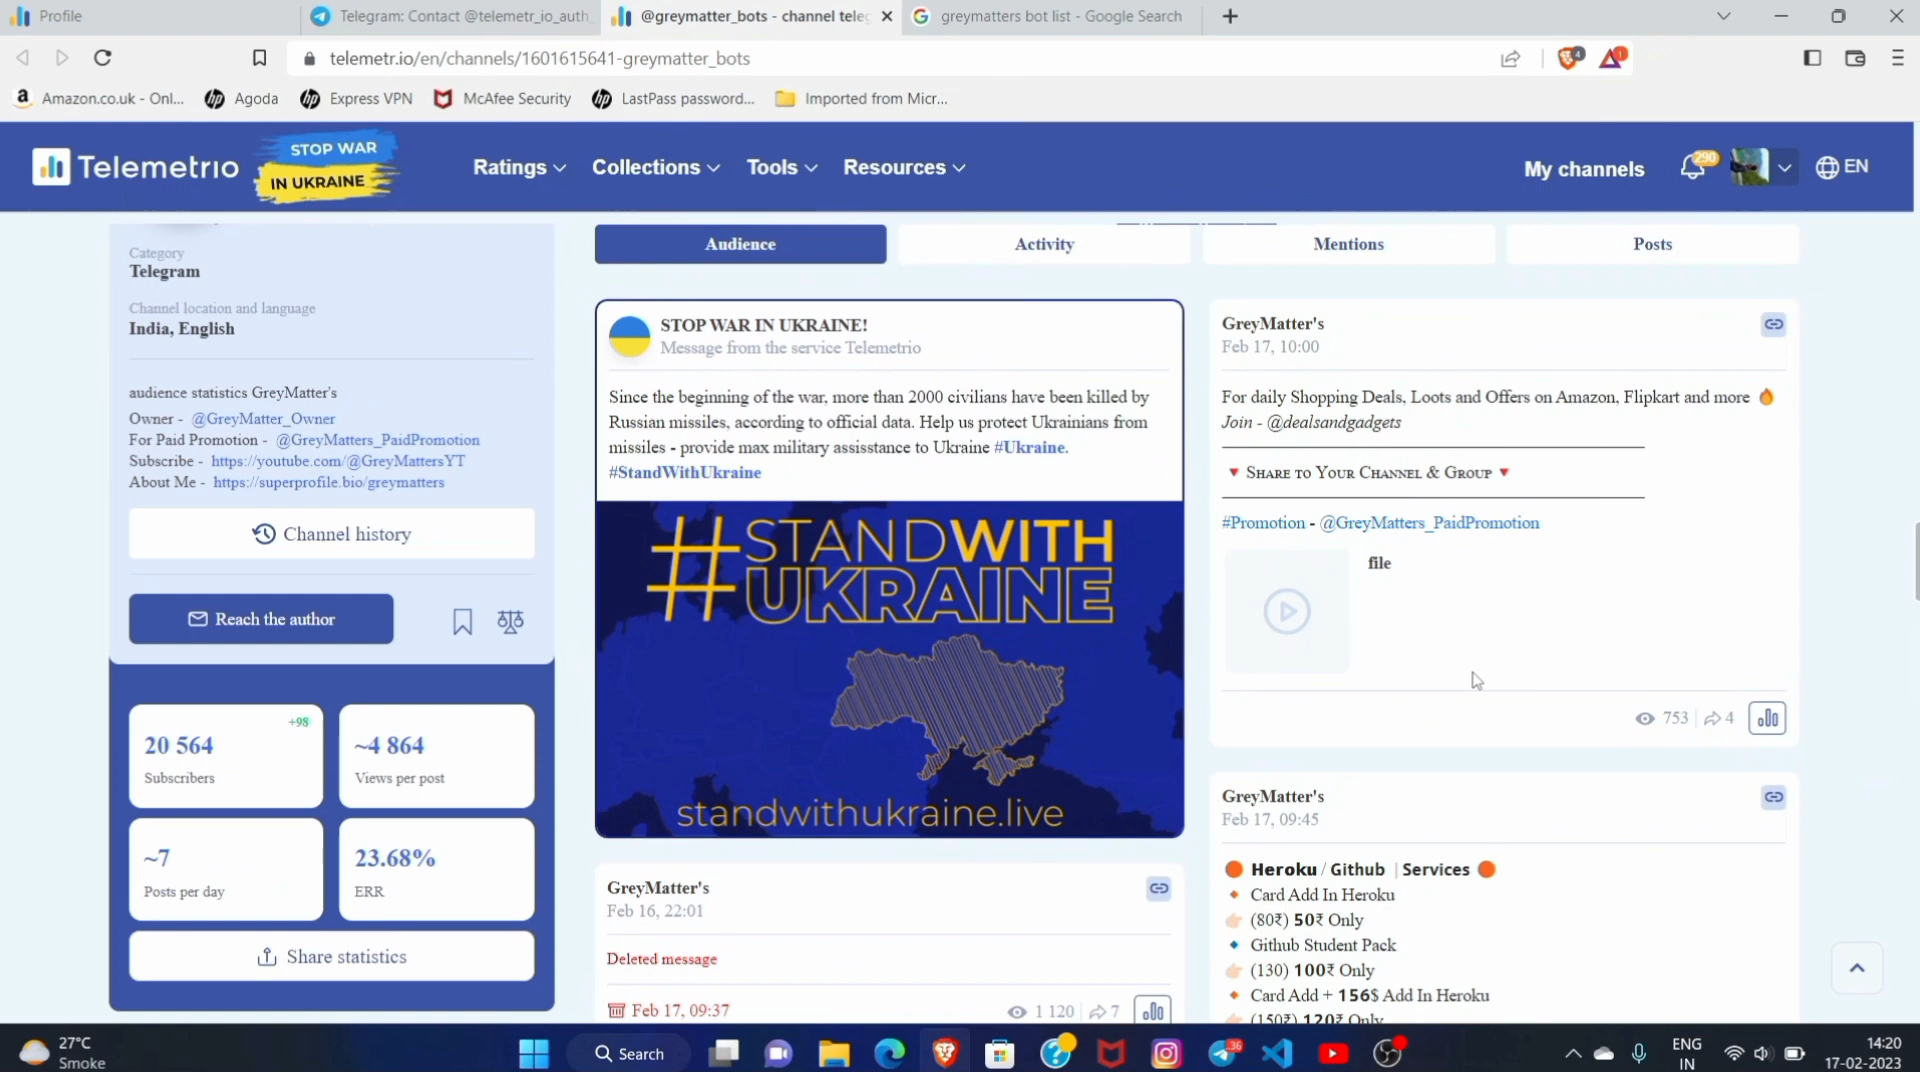 Profile
Telegram: Contact @telemetr_io_auth_
@greymatter_bots - channel teleg
greymatters bot list - Google Search
telemetr.io/en/channels/1601615641-greymatter_bots
4
1
Amazon.co.uk - Onl...
Agoda
Express VPN
McAfee Security
LastPass password...
Imported from Micr...
Telemetrio
STOP WAR
IN UKRAINE
Ratings
Collections
Tools
Resources
My channels
290
EN
Category
Telegram
Channel location and language
India, English
audience statistics GreyMatter's
Owner - @GreyMatter_Owner
For Paid Promotion - @GreyMatters_PaidPromotion
Subscribe - https://youtube.com/@GreyMattersYT
About Me - https://superprofile.bio/greymatters
Channel history
Reach the author
+98
20 564
Subscribers
~4 864
Views per post
~7
Posts per day
23.68%
ERR
Share statistics
Audience
Activity
Mentions
Posts
STOP WAR IN UKRAINE!
Message from the service Telemetrio
Since the beginning of the war, more than 2000 civilians have been killed by
Russian missiles, according to official data. Help us protect Ukrainians from
missiles - provide max military assisstance to Ukraine #Ukraine.
#StandWithUkraine
#STANDWITH
UKRAINE
standwithukraine.live
GreyMatter's
Feb 16, 22:01
Deleted message
Feb 17, 09:37
1 120
7
GreyMatter's
Feb 17, 10:00
For daily Shopping Deals, Loots and Offers on Amazon, Flipkart and more 🔥
Join - @dealsandgadgets
🔻 Share to Your Channel & Group 🔻
#Promotion - @GreyMatters_PaidPromotion
file
753
4
GreyMatter's
Feb 17, 09:45
🟠 Heroku / Github | Services 🟠
🔸 Card Add In Heroku
👉🏻 (80₹) 50₹ Only
🔹 Github Student Pack
👉🏻 (130) 100₹ Only
🔸 Card Add + 156$ Add In Heroku
👉🏻 (150₹) 120₹ Only
27°C
Smoke
Search
36
ENG
IN
14:20
17-02-2023